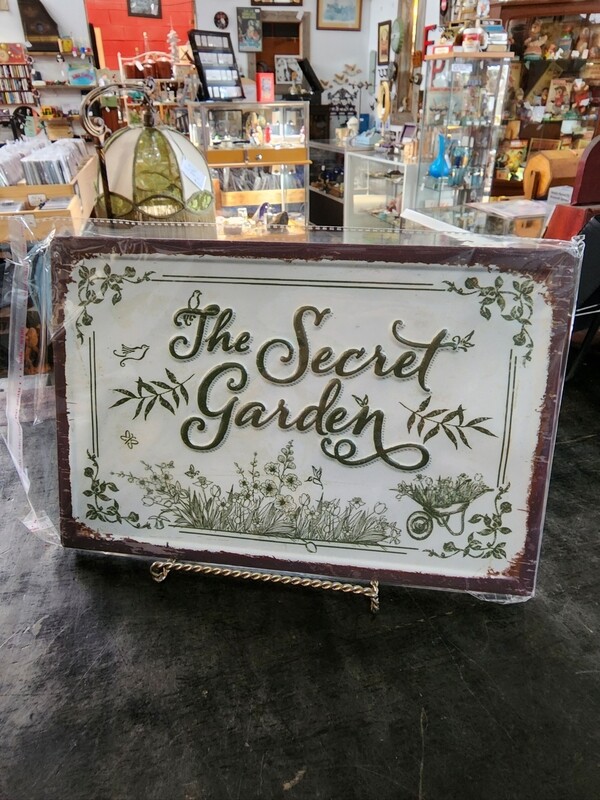 The Secret
Garden